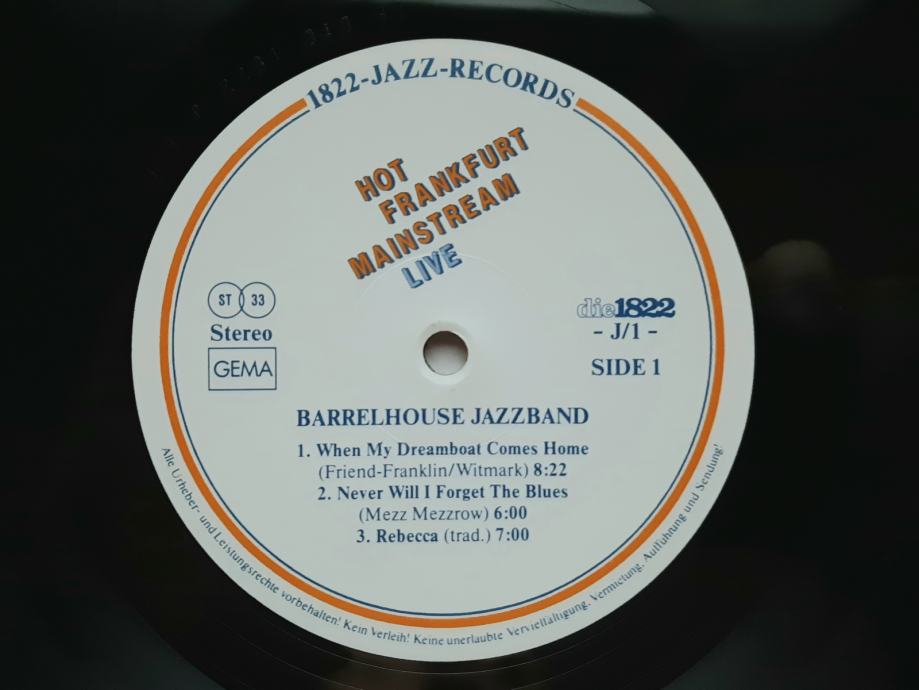 1822-JAZZ-RECORDS
HOT
FRANKFURT
MAINSTREAM
LIVE
ST 33
Stereo
GEMA
die1822
- J/1 -
SIDE 1
BARRELHOUSE JAZZBAND
1. When My Dreamboat Comes Home
(Friend-Franklin/Witmark) 8:22
2. Never Will I Forget The Blues
(Mezz Mezzrow) 6:00
3. Rebecca (trad.) 7:00
Alle Urheber- und Leistungsrechte vorbehalten! Kein Verleih! Keine unerlaubte Vervielfältigung, Vermietung, Aufführung und Sendung!